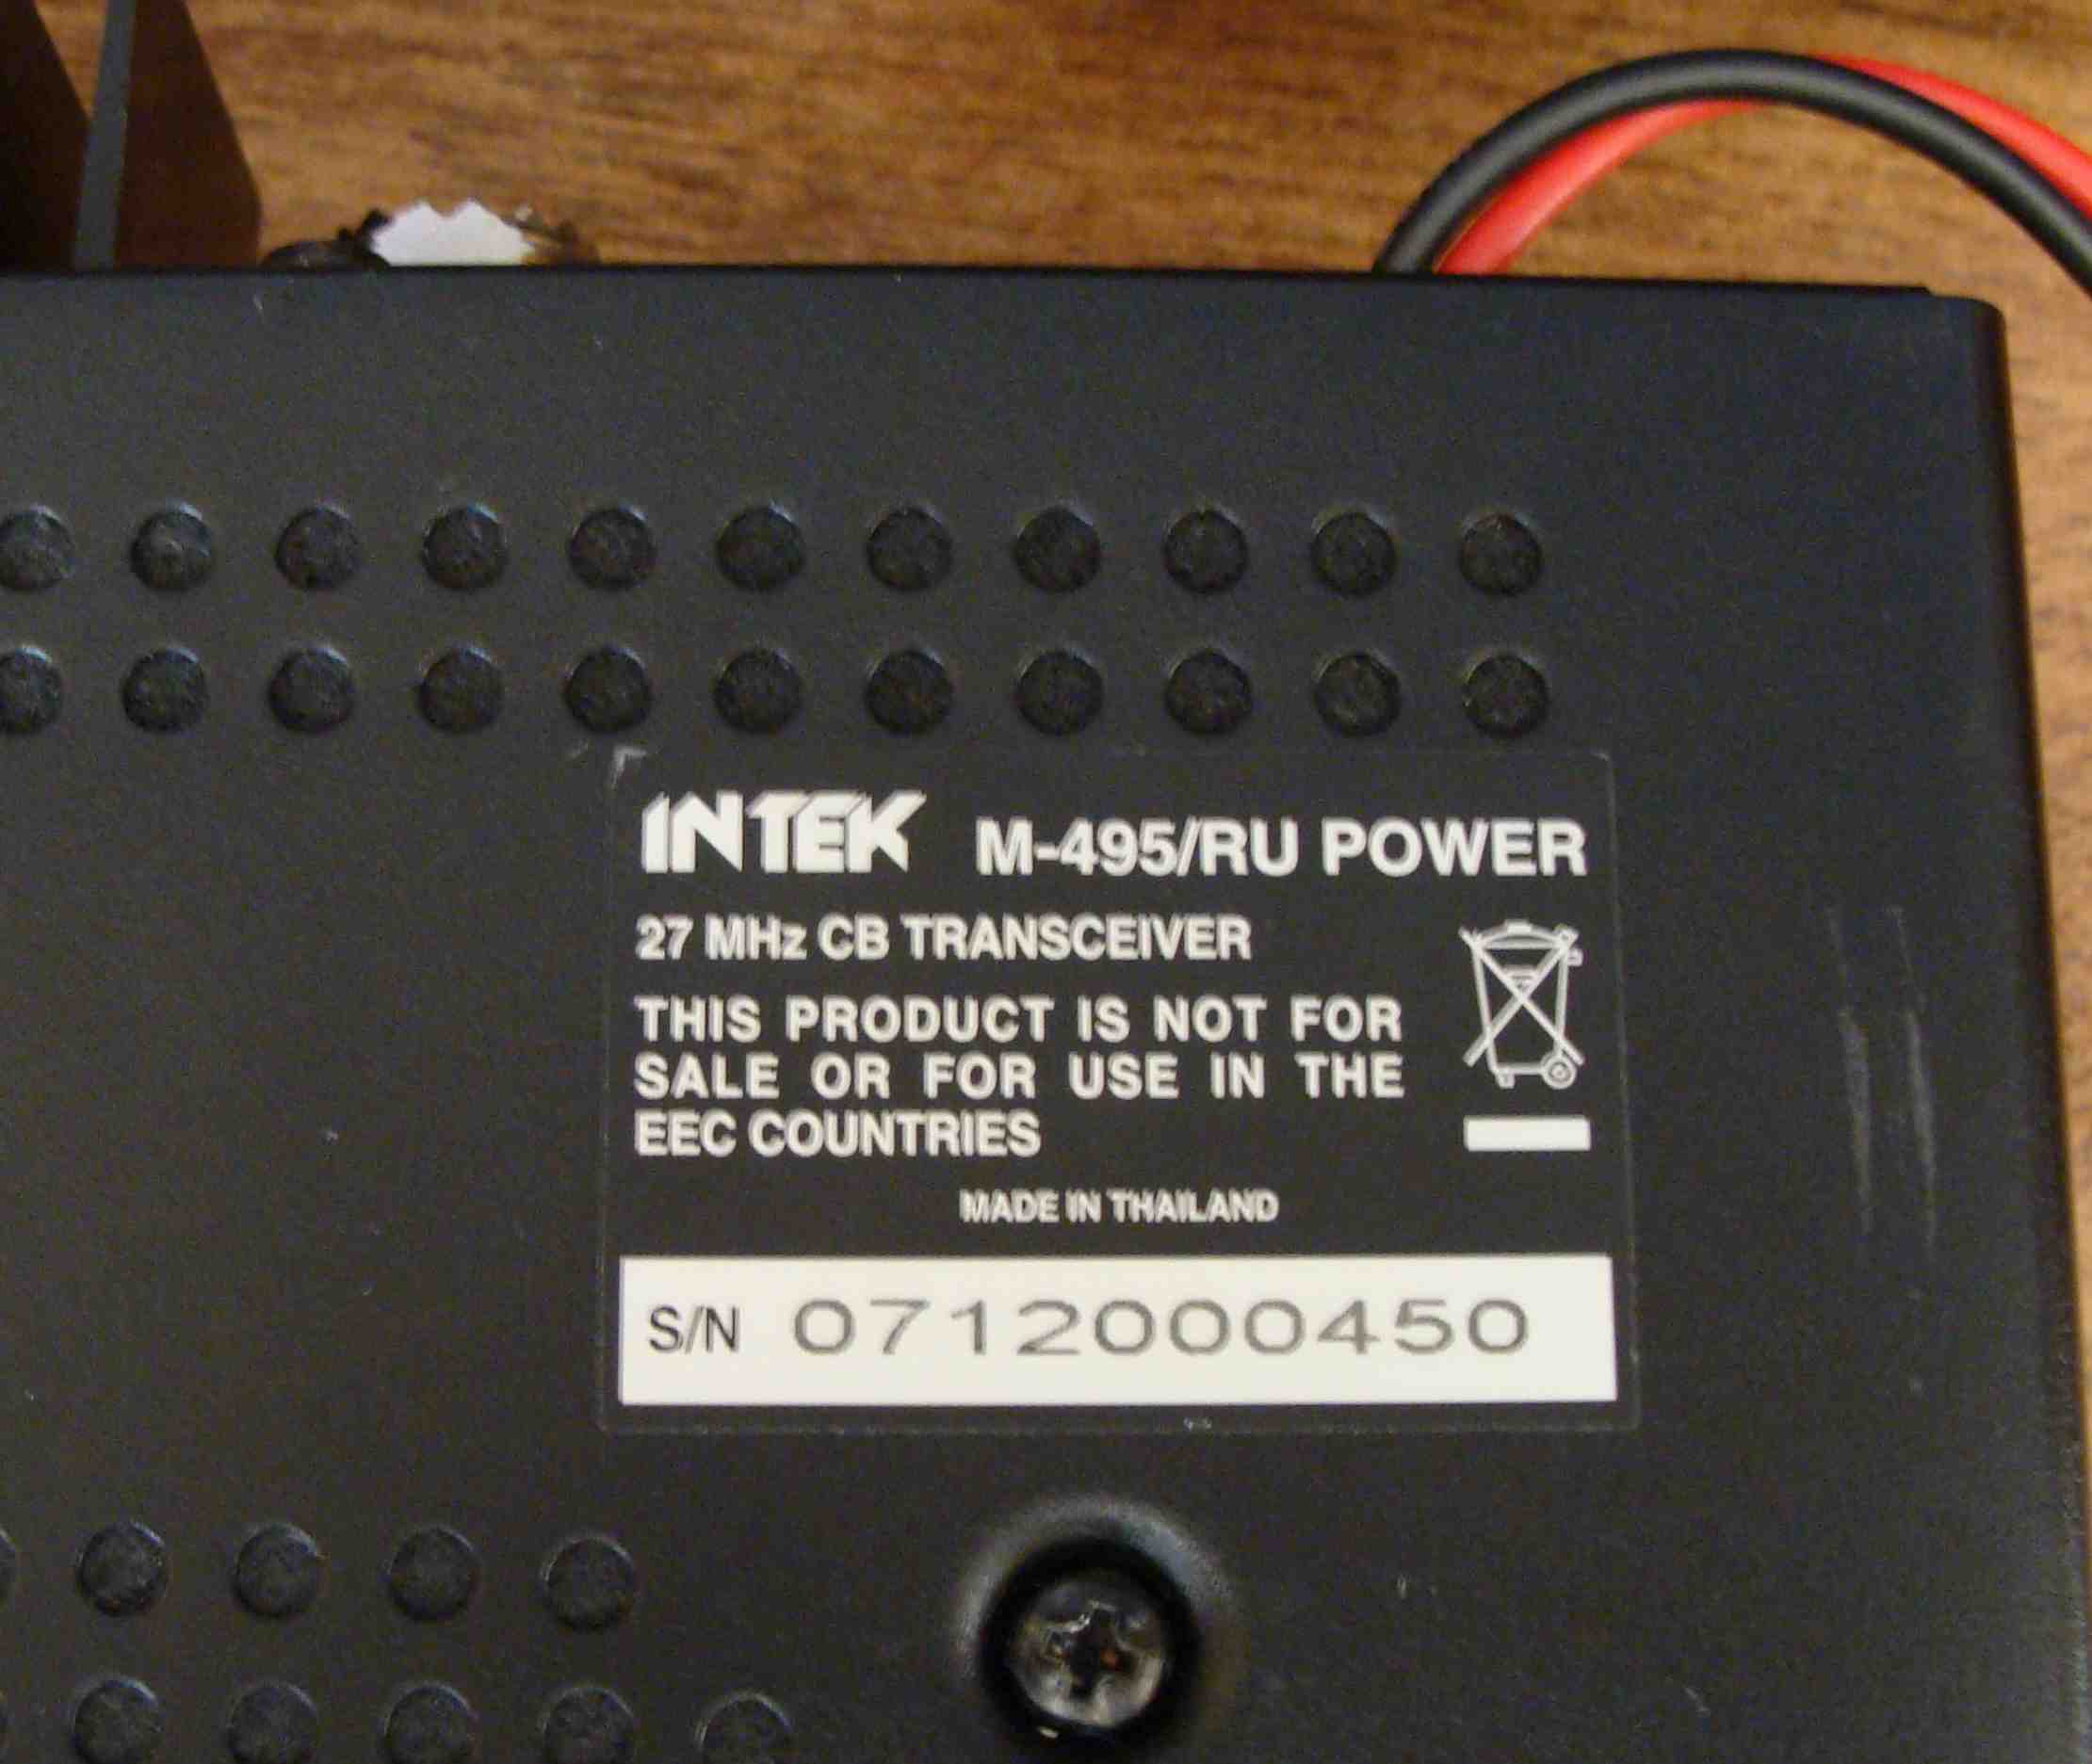 INTEK M-495/RU POWER
27 MHz CB TRANSCEIVER
THIS PRODUCT IS NOT FOR
SALE OR FOR USE IN THE
EEC COUNTRIES
MADE IN THAILAND
S/N 0712000450